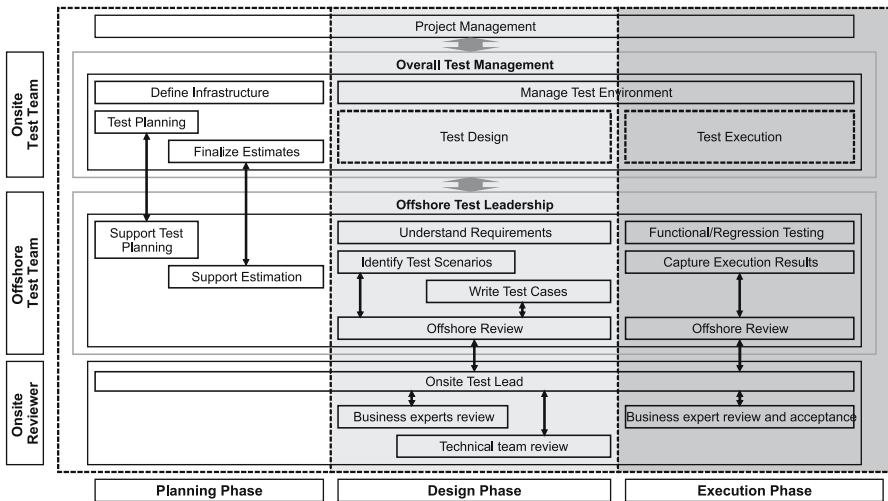 Project Management
Onsite
Test Team
Overall Test Management
Define Infrastructure
Manage Test Environment
Test Planning
Finalize Estimates
Test Design
Test Execution
Offshore
Test Team
Offshore Test Leadership
Support Test
Planning
Support Estimation
Understand Requirements
Identify Test Scenarios
Write Test Cases
Offshore Review
Functional/Regression Testing
Capture Execution Results
Offshore Review
Onsite
Reviewer
Onsite Test Lead
Business experts review
Business expert review and acceptance
Technical team review
Planning Phase
Design Phase
Execution Phase